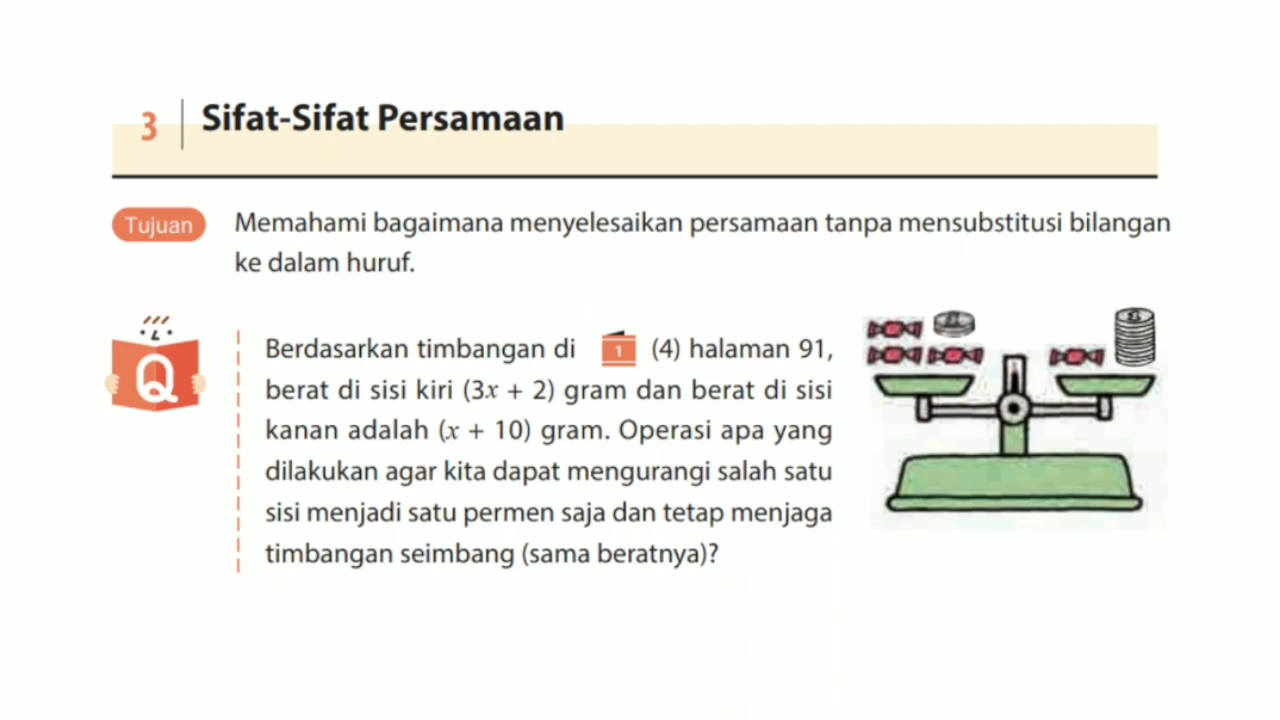 3
Sifat-Sifat Persamaan
Tujuan
Memahami bagaimana menyelesaikan persamaan tanpa mensubstitusi bilangan
ke dalam huruf.
Q
Berdasarkan timbangan di 1 (4) halaman 91,
berat di sisi kiri (3x + 2) gram dan berat di sisi
kanan adalah (x + 10) gram. Operasi apa yang
dilakukan agar kita dapat mengurangi salah satu
sisi menjadi satu permen saja dan tetap menjaga
timbangan seimbang (sama beratnya)?